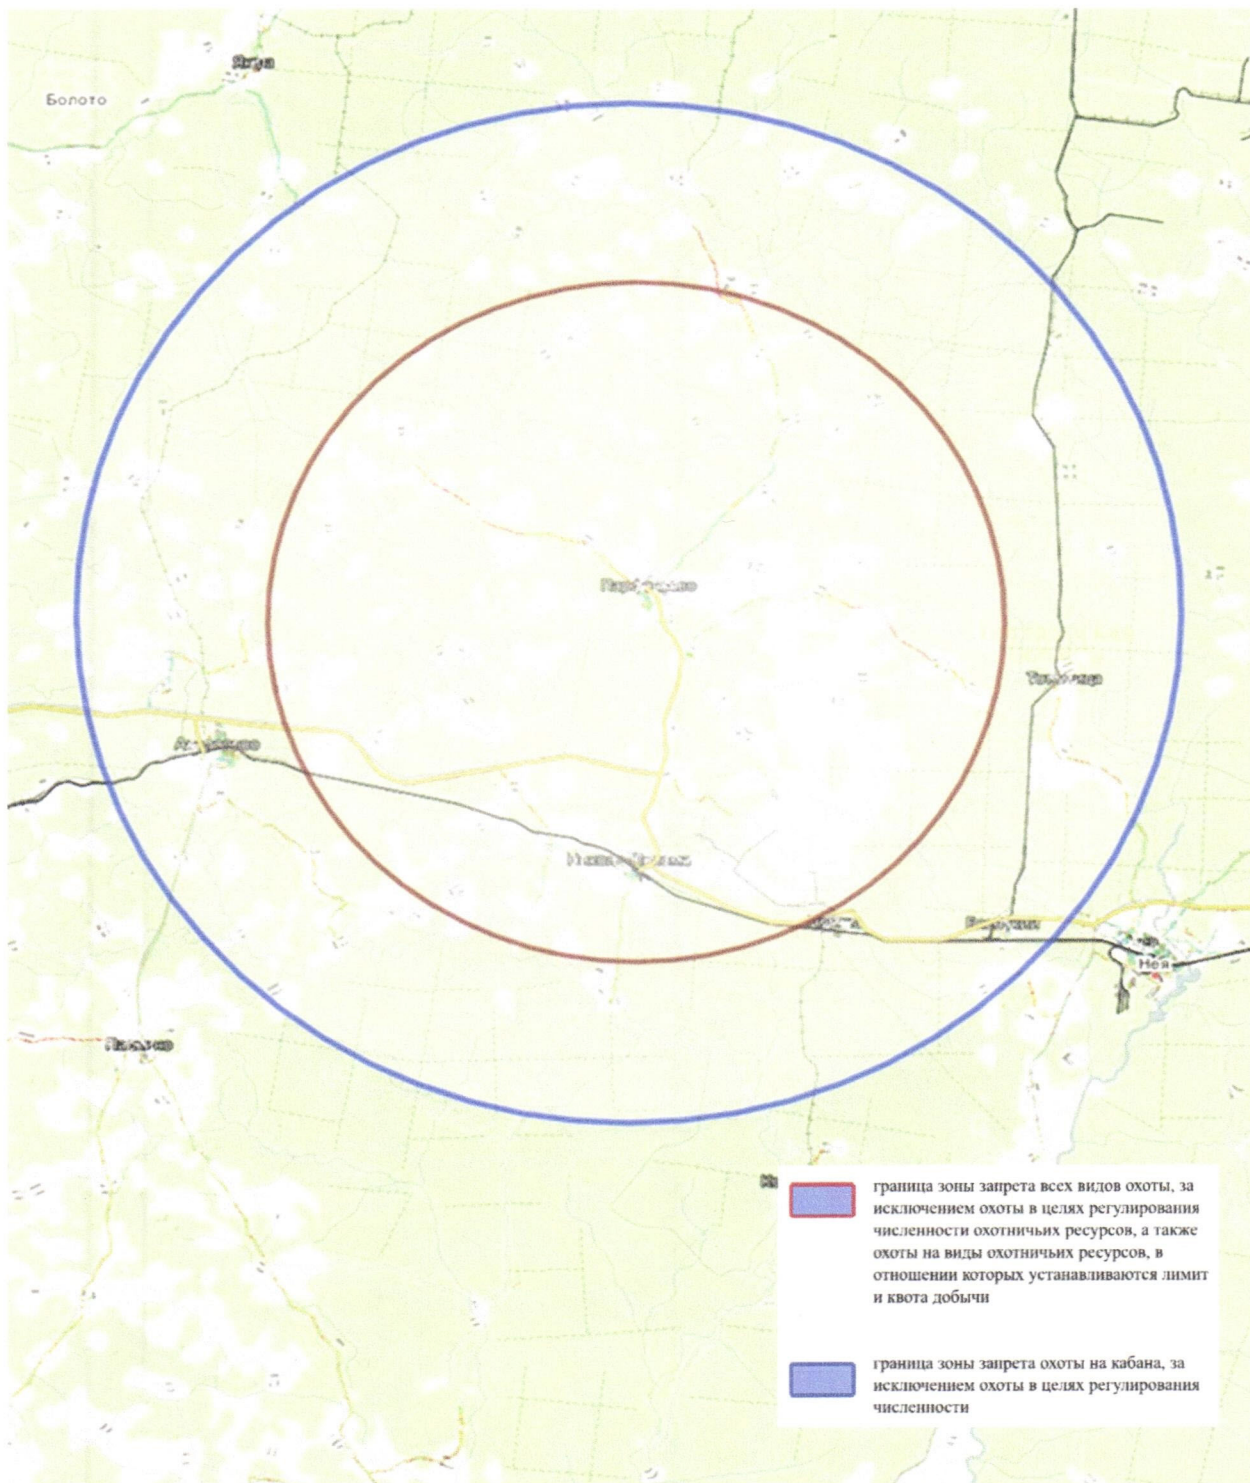 Болото
Нея
граница зоны запрета всех видов охоты, за
исключением охоты в целях регулирования
численности охотничьих ресурсов, а также
охоты на виды охотничьих ресурсов, в
отношении которых устанавливаются лимит
и квота добычи
граница зоны запрета охоты на кабана, за
исключением охоты в целях регулирования
численности